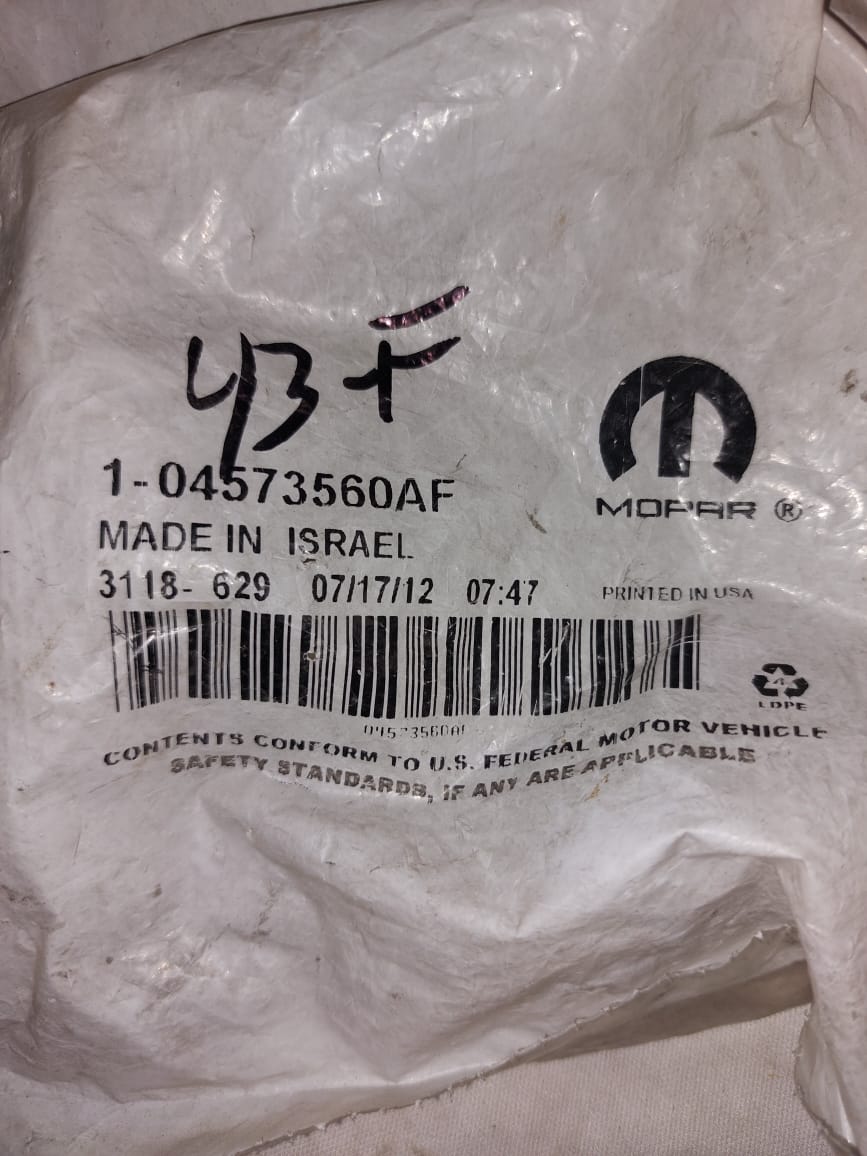 43F
1-04573560AF
MOPAR ®
MADE IN ISRAEL
3118- 629 07/17/12 07:47
PRINTED IN USA
4
LDPE
04573560AF
CONTENTS CONFORM TO U.S. FEDERAL MOTOR VEHICLE
SAFETY STANDARDS, IF ANY ARE APPLICABLE